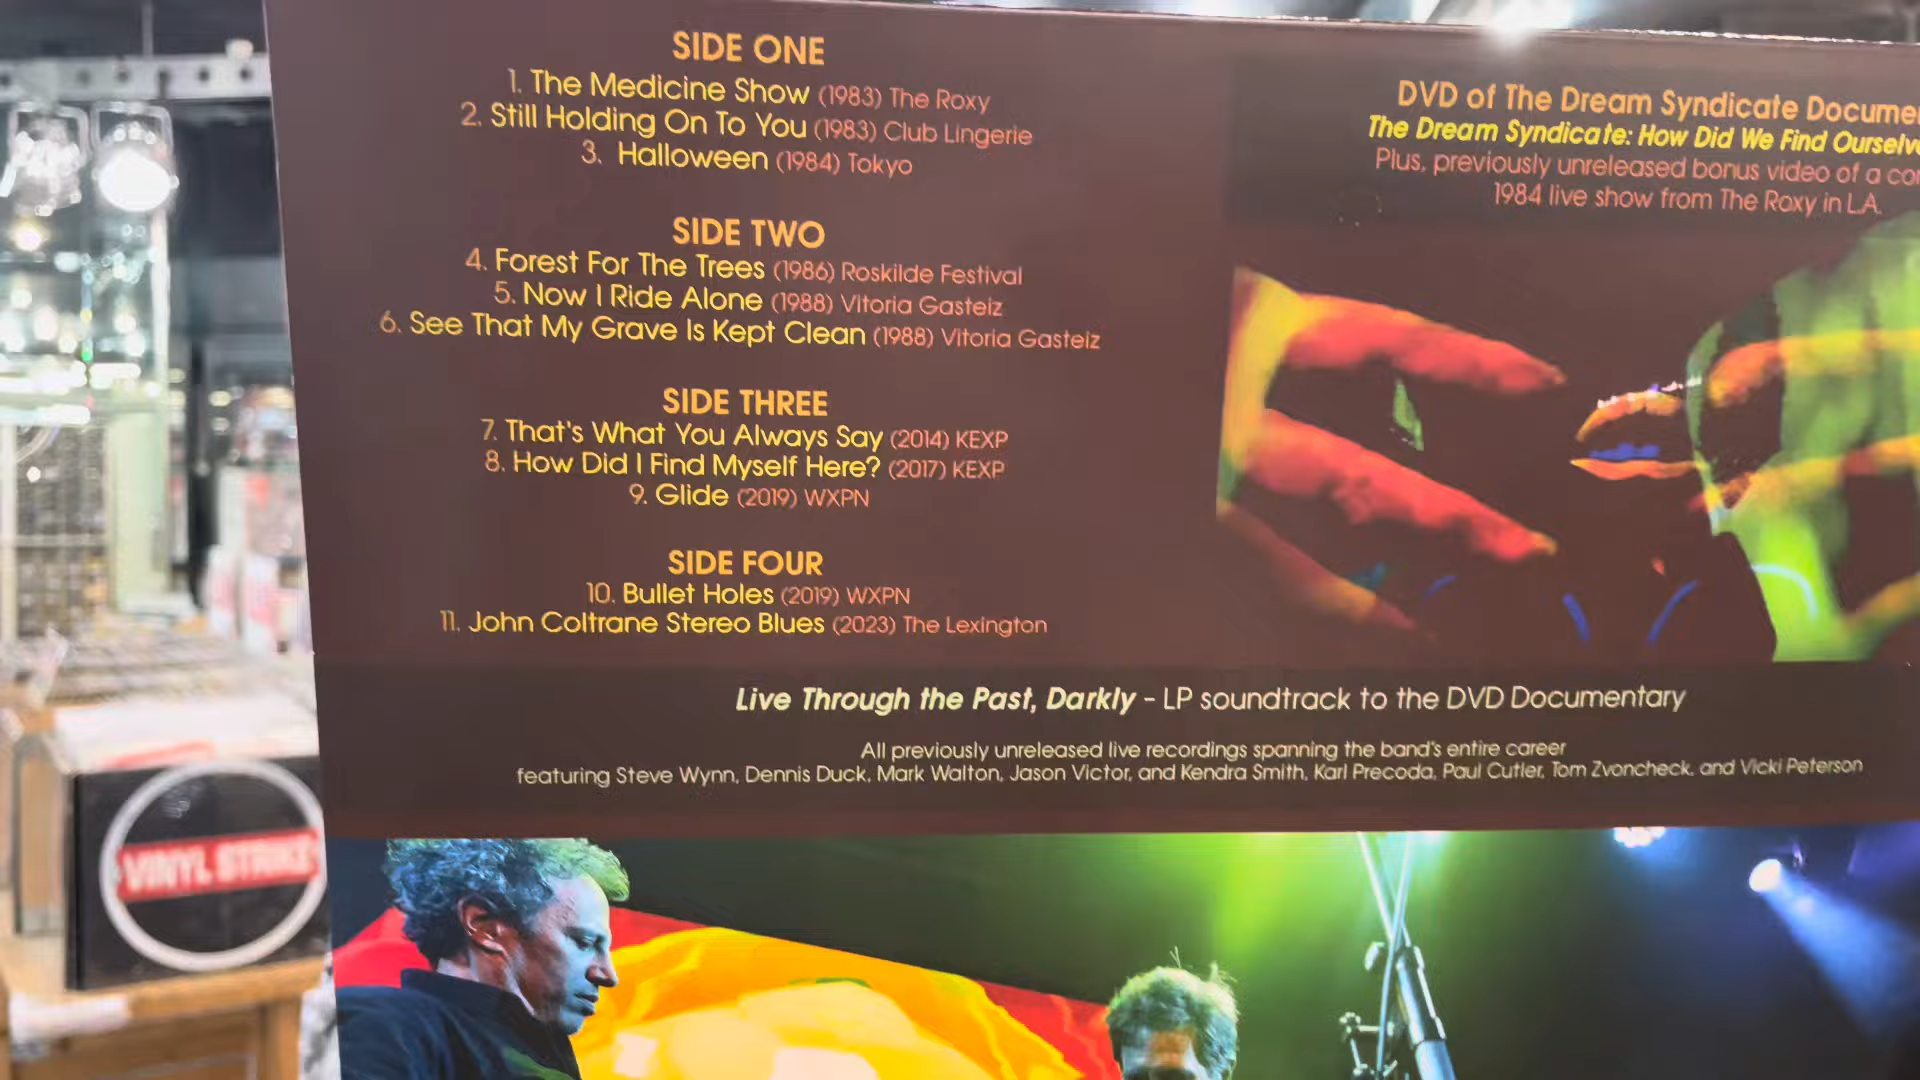 SIDE ONE
1. The Medicine Show (1983) The Roxy
2. Still Holding On To You (1983) Club Lingerie
3. Halloween (1984) Tokyo
SIDE TWO
4. Forest For The Trees (1986) Roskilde Festival
5. Now I Ride Alone (1988) Vitoria Gasteiz
6. See That My Grave Is Kept Clean (1988) Vitoria Gasteiz
SIDE THREE
7. That's What You Always Say (2014) KEXP
8. How Did I Find Myself Here? (2017) KEXP
9. Glide (2019) WXPN
SIDE FOUR
10. Bullet Holes (2019) WXPN
11. John Coltrane Stereo Blues (2023) The Lexington
DVD of The Dream Syndicate
The Dream Syndicate: How Did We Find
Plus, previously unreleased bonus video of a
1984 live show from The Roxy in L.A.
Live Through the Past, Darkly - LP soundtrack to the DVD Documentary
All previously unreleased live recordings spanning the band's entire career
featuring Steve Wynn, Dennis Duck, Mark Walton, Jason Victor, and Kendra Smith, Karl Precoda, Paul Cutler, Tom Zvoncheck, and Vicki Peterson
VINYL STRIKE